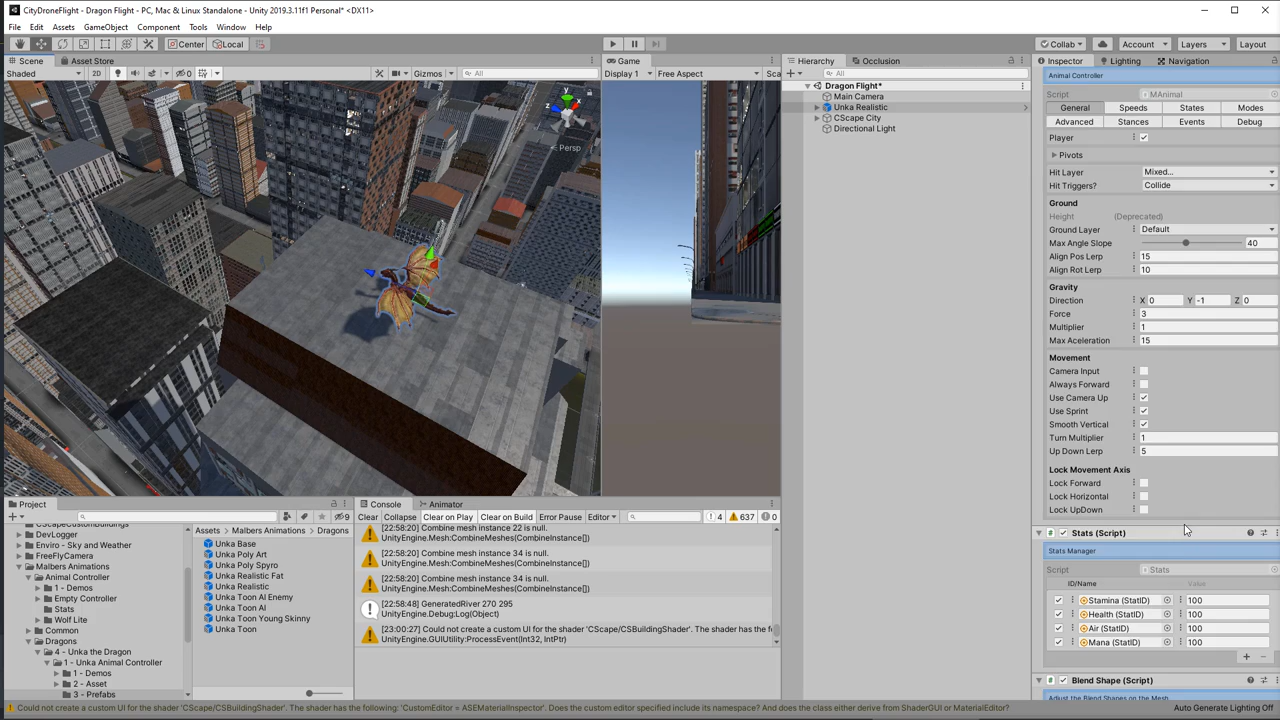 CityDroneFlight - Dragon Flight - PC, Mac & Linux Standalone - Unity 2019.3.11f1 Personal* <DX11>
File Edit Assets GameObject Component Tools Window Help
Center Local Collab Account Layers Layout
Scene Asset Store
Shaded 2D 0 Gizmos All
y
x
z
Persp
Game
Display 1 Free Aspect Sca
Hierarchy Occlusion
All
Dragon Flight*
Main Camera
Unka Realistic
CScape City
Directional Light
Inspector Lighting Navigation
Animal Controller
Script MAnimal
General Speeds States Modes
Advanced Stances Events Debug
Player
Pivots
Hit Layer Mixed...
Hit Triggers? Collide
Ground
Height (Deprecated)
Ground Layer Default
Max Angle Slope 40
Align Pos Lerp 15
Align Rot Lerp 10
Gravity
Direction X 0 Y -1 Z 0
Force 3
Multiplier 1
Max Aceleration 15
Movement
Camera Input
Always Forward
Use Camera Up
Use Sprint
Smooth Vertical
Turn Multiplier 1
Up Down Lerp 5
Lock Movement Axis
Lock Forward
Lock Horizontal
Lock UpDown
Stats (Script)
Stats Manager
Script Stats
ID/Name Value
Stamina (StatID) 100
Health (StatID) 100
Air (StatID) 100
Mana (StatID) 100
Blend Shape (Script)
Adjust the Blend Shapes on the Mesh
Project
9
CScapeCustomBuildings
DevLogger
Enviro - Sky and Weather
FreeFlyCamera
Malbers Animations
Animal Controller
1 - Demos
Empty Controller
Stats
Wolf Lite
Common
Dragons
4 - Unka the Dragon
1 - Unka Animal Controller
1 - Demos
2 - Asset
3 - Prefabs
Assets Malbers Animations Dragons
Unka Base
Unka Poly Art
Unka Poly Spyro
Unka Realistic Fat
Unka Realistic
Unka Toon AI Enemy
Unka Toon AI
Unka Toon Young Skinny
Unka Toon
Console Animator
Clear Collapse Clear on Play Clear on Build Error Pause Editor 4 637 0
[22:58:20] Combine mesh instance 22 is null.
UnityEngine.Mesh:CombineMeshes(CombineInstance[])
[22:58:20] Combine mesh instance 34 is null.
UnityEngine.Mesh:CombineMeshes(CombineInstance[])
[22:58:20] Combine mesh instance 34 is null.
UnityEngine.Mesh:CombineMeshes(CombineInstance[])
[22:58:48] GeneratedRiver 270 295
UnityEngine.Debug:Log(Object)
[23:00:27] Could not create a custom UI for the shader 'CScape/CSBuildingShader'. The shader has the f
UnityEngine.GUIUtility:ProcessEvent(Int32, IntPtr)
Could not create a custom UI for the shader 'CScape/CSBuildingShader'. The shader has the following: 'CustomEditor = ASEMaterialInspector'. Does the custom editor specified include its namespace? And does the class either derive from ShaderGUI or MaterialEditor?
Auto Generate Lighting Off